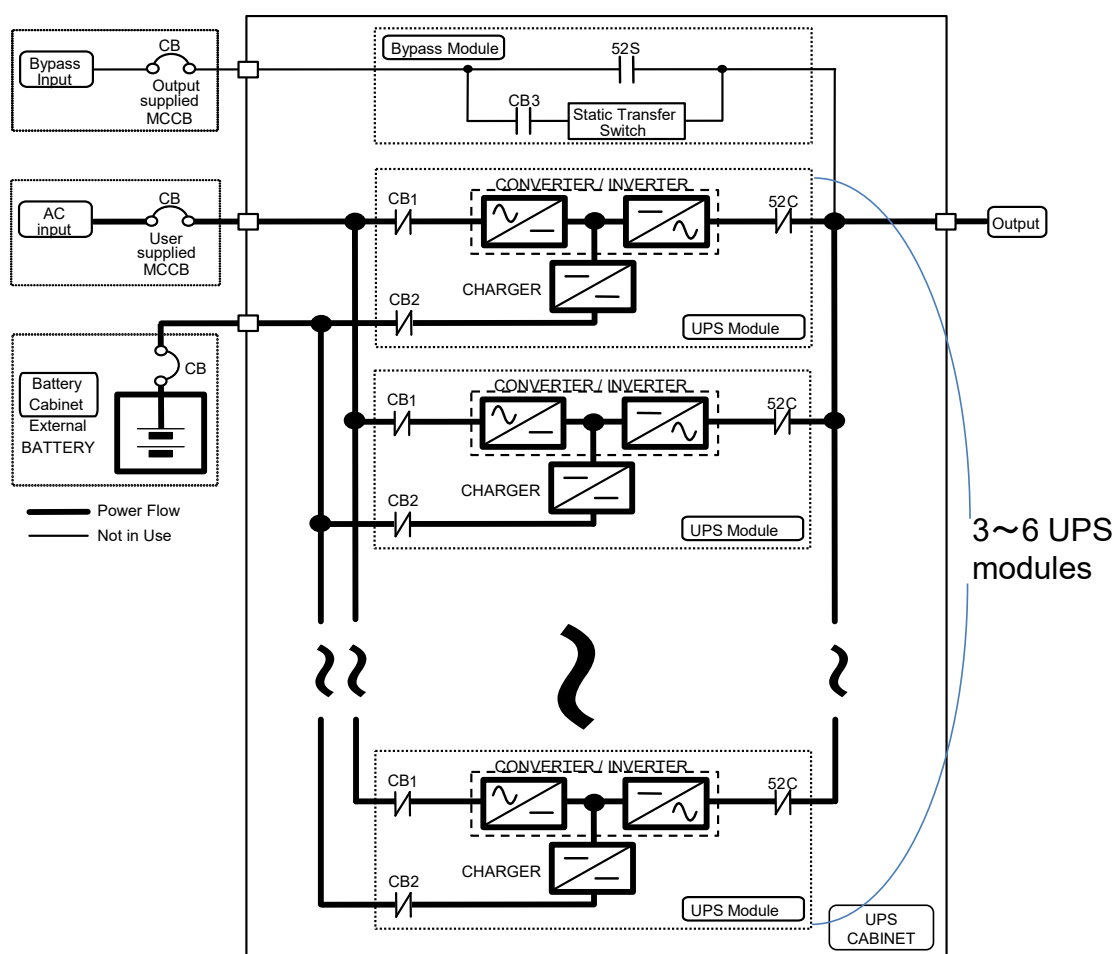 Bypass Module
52S
CB
Bypass
Input
Output
supplied
MCCB
CB3
Static Transfer
Switch
CONVERTER / INVERTER
CB1
52C
CB
AC
input
User
supplied
MCCB
Output
CHARGER
CB2
UPS Module
CB
Battery
Cabinet
External
BATTERY
CONVERTER / INVERTER
CB1
52C
CHARGER
CB2
UPS Module
Power Flow
Not in Use
3~6 UPS
modules
CONVERTER / INVERTER
CB1
52C
CHARGER
CB2
UPS Module
UPS
CABINET